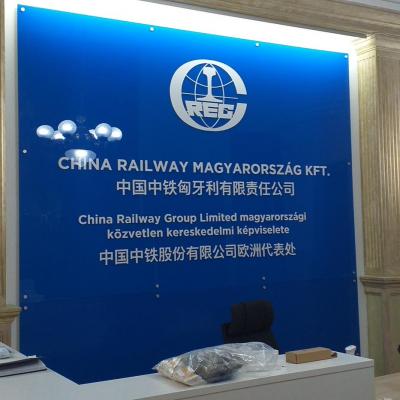 REG
CHINA RAILWAY MAGYARORSZÁG KFT.
中国中铁匈牙利有限责任公司
China Railway Group Limited magyarországi
közvetlen kereskedelmi képviselete
中国中铁股份有限公司欧洲代表处